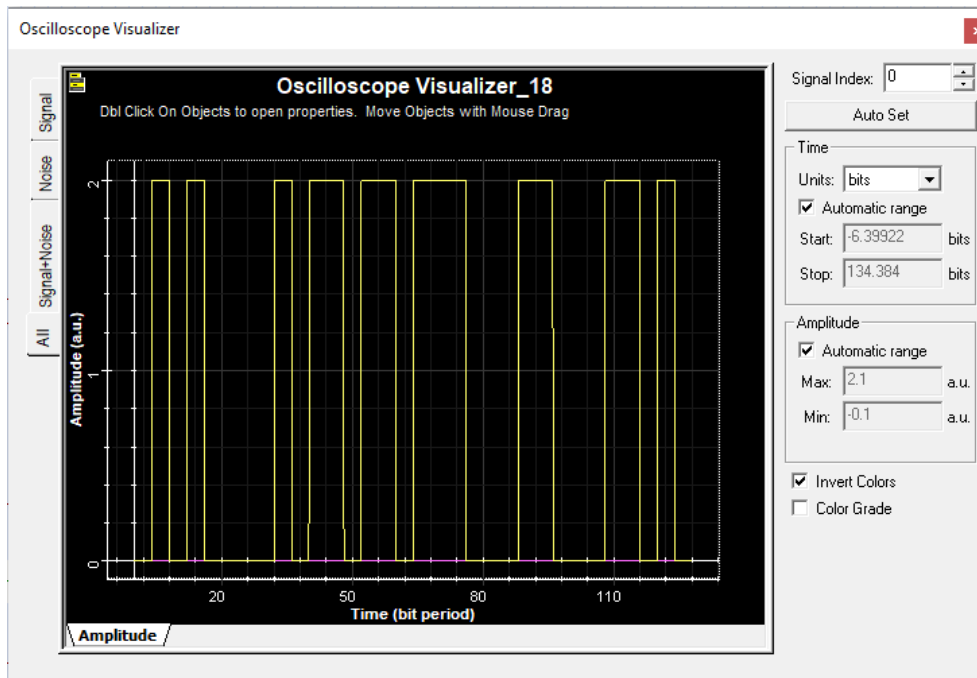 Oscilloscope Visualizer
Signal
Noise
Signal+Noise
All
Oscilloscope Visualizer_18
Dbl Click On Objects to open properties. Move Objects with Mouse Drag
Amplitude (a.u.)
2
1
0
20 50 80 110
Time (bit period)
Amplitude
Signal Index: 0
Auto Set
Time
Units: bits
Automatic range
Start: -6.39922 bits
Stop: 134.384 bits
Amplitude
Automatic range
Max: 2.1 a.u.
Min: -0.1 a.u.
Invert Colors
Color Grade